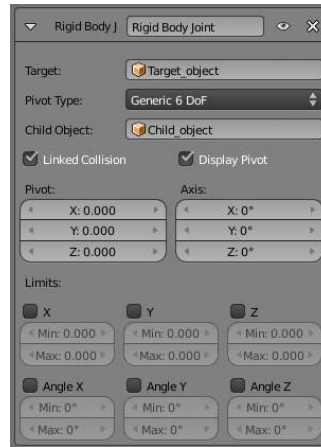 Rigid Body J Rigid Body Joint
Target: Target_object
Pivot Type: Generic 6 DoF
Child Object: Child_object
Linked Collision Display Pivot
Pivot: Axis:
X: 0.000 X: 0°
Y: 0.000 Y: 0°
Z: 0.000 Z: 0°
Limits:
X Y Z
Min: 0.000 Min: 0.000 Min: 0.000
Max: 0.000 Max: 0.000 Max: 0.000
Angle X Angle Y Angle Z
Min: 0° Min: 0° Min: 0°
Max: 0° Max: 0° Max: 0°